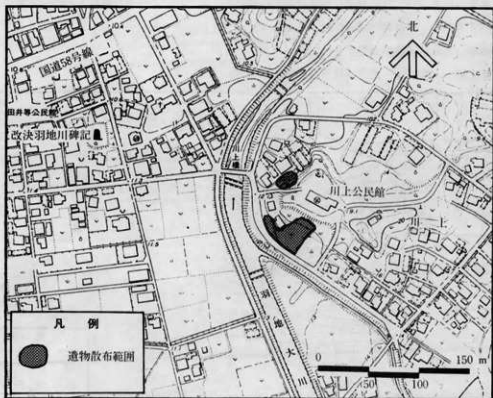 国道58号線
北
田井等公民館
改決羽地川碑記
川上公民館
川上
羽地大川
凡例
遺物散布範囲
0 50 100 150 m